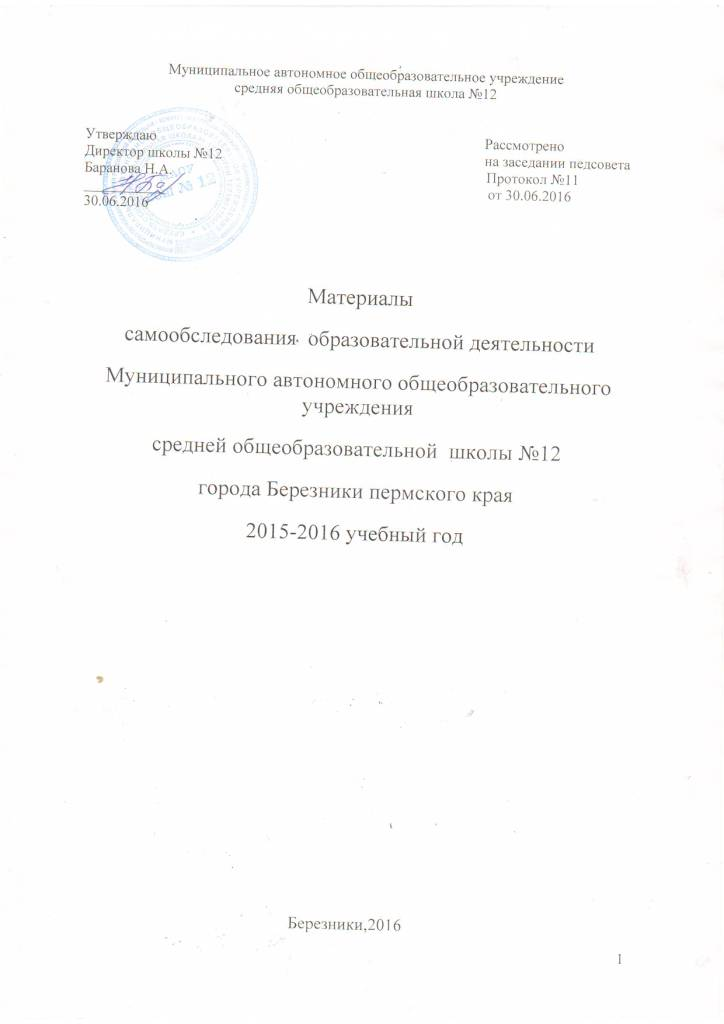 Муниципальное автономное общеобразовательное учреждение
средняя общеобразовательная школа №12
Утверждаю
Директор школы №12
Баранова Н.А.
30.06.2016
Рассмотрено
на заседании педсовета
Протокол №11
от 30.06.2016
Материалы
самообследования образовательной деятельности
Муниципального автономного общеобразовательного
учреждения
средней общеобразовательной школы №12
города Березники пермского края
2015-2016 учебный год
Березники,2016
1